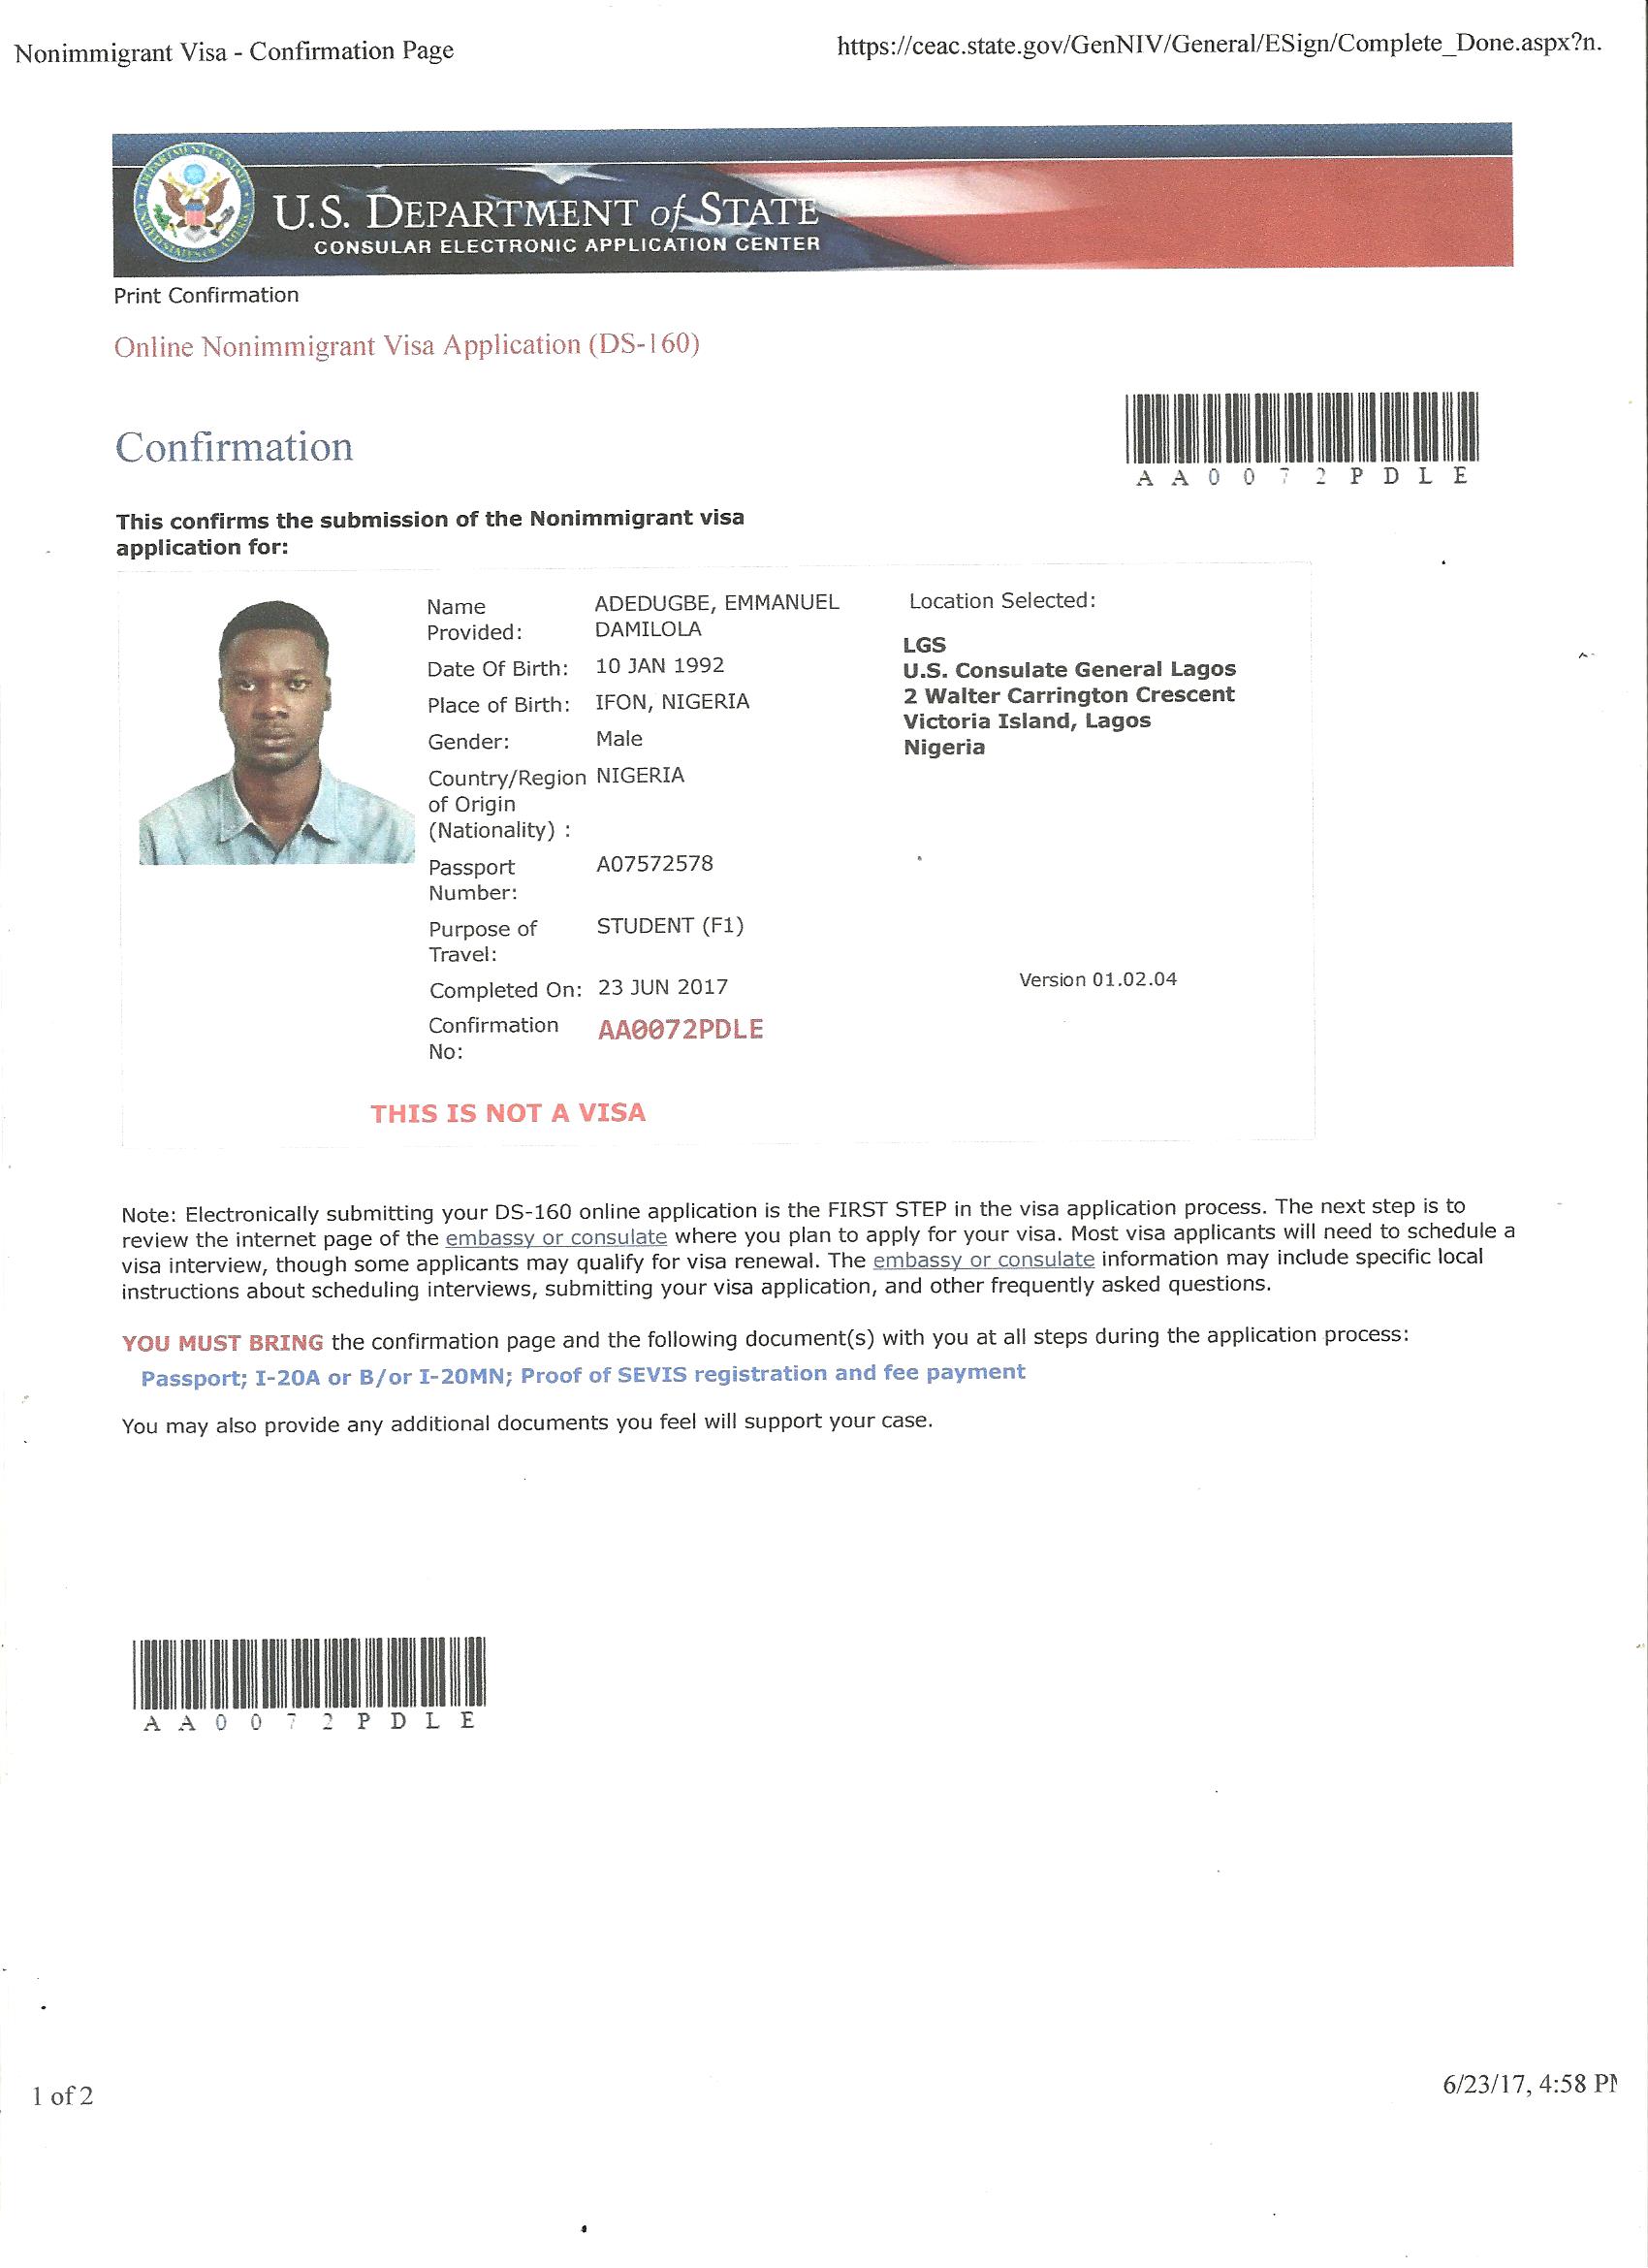 Nonimmigrant Visa - Confirmation Page
https://ceac.state.gov/GenNIV/General/ESign/Complete_Done.aspx?n.
U.S. DEPARTMENT of STATE
CONSULAR ELECTRONIC APPLICATION CENTER
Print Confirmation
Online Nonimmigrant Visa Application (DS-160)
Confirmation
A A 0 0 7 2 P D L E
This confirms the submission of the Nonimmigrant visa
application for:
Name Provided: ADEDUGBE, EMMANUEL DAMILOLA
Date Of Birth: 10 JAN 1992
Place of Birth: IFON, NIGERIA
Gender: Male
Country/Region of Origin (Nationality) : NIGERIA
Passport Number: A07572578
Purpose of Travel: STUDENT (F1)
Completed On: 23 JUN 2017
Confirmation No: AA0072PDLE
Location Selected:
LGS
U.S. Consulate General Lagos
2 Walter Carrington Crescent
Victoria Island, Lagos
Nigeria
Version 01.02.04
THIS IS NOT A VISA
Note: Electronically submitting your DS-160 online application is the FIRST STEP in the visa application process. The next step is to
review the internet page of the embassy or consulate where you plan to apply for your visa. Most visa applicants will need to schedule a
visa interview, though some applicants may qualify for visa renewal. The embassy or consulate information may include specific local
instructions about scheduling interviews, submitting your visa application, and other frequently asked questions.
YOU MUST BRING the confirmation page and the following document(s) with you at all steps during the application process:
Passport; I-20A or B/or I-20MN; Proof of SEVIS registration and fee payment
You may also provide any additional documents you feel will support your case.
A A 0 0 7 2 P D L E
1 of 2
6/23/17, 4:58 PM